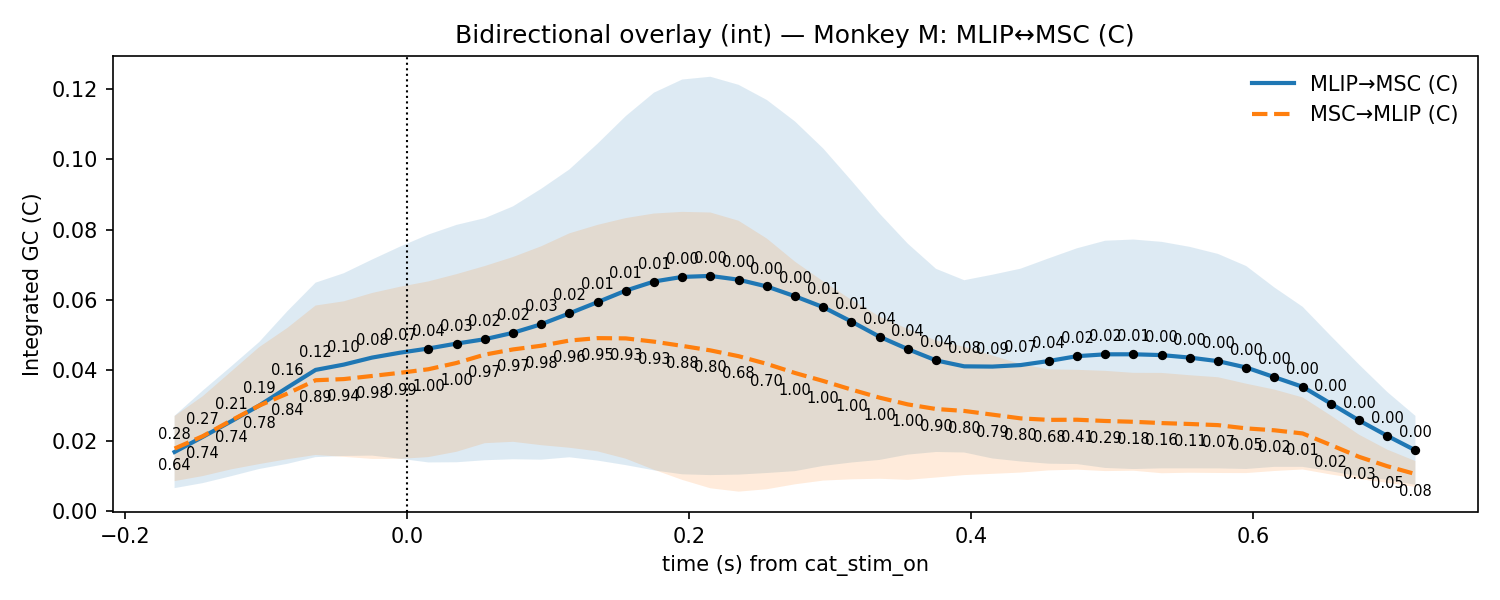 Bidirectional overlay (int) — Monkey M: MLIP↔MSC (C)
MLIP→MSC (C)
MSC→MLIP (C)
Integrated GC (C)
0.12
0.10
0.08
0.06
0.04
0.02
0.00
0.28 0.27 0.21 0.19 0.16 0.12 0.10 0.08 0.07 0.04 0.03 0.02 0.02 0.03 0.02 0.01 0.01 0.01 0.00 0.00 0.00 0.00 0.00 0.01 0.01 0.04 0.04 0.04 0.08 0.09 0.07 0.04 0.02 0.02 0.01 0.00 0.00 0.00 0.00 0.00 0.00 0.00 0.00 0.00 0.00
0.64 0.74 0.74 0.78 0.84 0.89 0.94 0.98 0.99 1.00 1.00 0.97 0.97 0.98 0.96 0.95 0.93 0.93 0.88 0.80 0.68 0.70 1.00 1.00 1.00 1.00 1.00 0.90 0.80 0.79 0.80 0.68 0.41 0.29 0.18 0.16 0.11 0.07 0.05 0.02 0.01 0.02 0.03 0.05 0.08
−0.2 0.0 0.2 0.4 0.6
time (s) from cat_stim_on